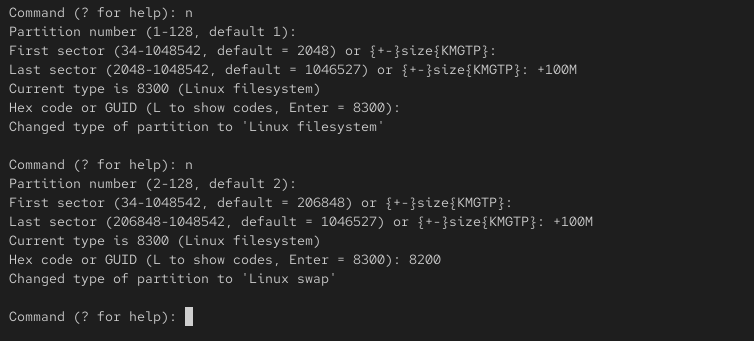 Command (? for help): n
Partition number (1-128, default 1):
First sector (34-1048542, default = 2048) or {+-}size{KMGTP}:
Last sector (2048-1048542, default = 1046527) or {+-}size{KMGTP}: +100M
Current type is 8300 (Linux filesystem)
Hex code or GUID (L to show codes, Enter = 8300):
Changed type of partition to 'Linux filesystem'
Command (? for help): n
Partition number (2-128, default 2):
First sector (34-1048542, default = 206848) or {+-}size{KMGTP}:
Last sector (206848-1048542, default = 1046527) or {+-}size{KMGTP}: +100M
Current type is 8300 (Linux filesystem)
Hex code or GUID (L to show codes, Enter = 8300): 8200
Changed type of partition to 'Linux swap'
Command (? for help):